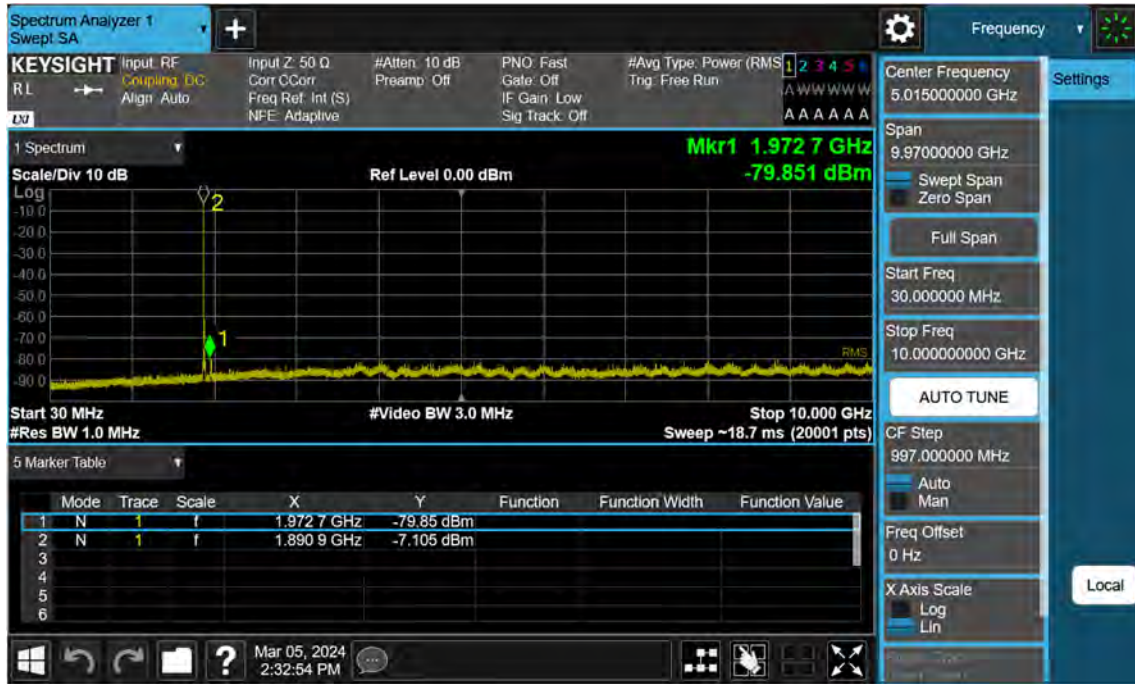 Spectrum Analyzer 1
Swept SA
Frequency
KEYSIGHT
RL
LXI
Input: RF
Coupling: DC
Align: Auto
Input Z: 50 Ω
Corr CCorr
Freq Ref: Int (S)
NFE: Adaptive
#Atten: 10 dB
Preamp: Off
PNO: Fast
Gate: Off
IF Gain: Low
Sig Track: Off
#Avg Type: Power (RMS
Trig: Free Run
1 2 3 4 5 6
A W W W W W
A A A A A A
1 Spectrum
Scale/Div 10 dB
Ref Level 0.00 dBm
Mkr1 1.972 7 GHz
-79.851 dBm
Log
-10.0
-20.0
-30.0
-40.0
-50.0
-60.0
-70.0
-80.0
-90.0
2
1
RMS
Start 30 MHz
#Video BW 3.0 MHz
Stop 10.000 GHz
#Res BW 1.0 MHz
Sweep ~18.7 ms (20001 pts)
5 Marker Table
Mode Trace Scale X Y Function Function Width Function Value
1 N 1 f 1.972 7 GHz -79.85 dBm
2 N 1 f 1.890 9 GHz -7.105 dBm
3
4
5
6
Mar 05, 2024
2:32:54 PM
?
Center Frequency
5.015000000 GHz
Span
9.97000000 GHz
Swept Span
Zero Span
Full Span
Start Freq
30.000000 MHz
Stop Freq
10.000000000 GHz
AUTO TUNE
CF Step
997.000000 MHz
Auto
Man
Freq Offset
0 Hz
X Axis Scale
Log
Lin
Settings
Local